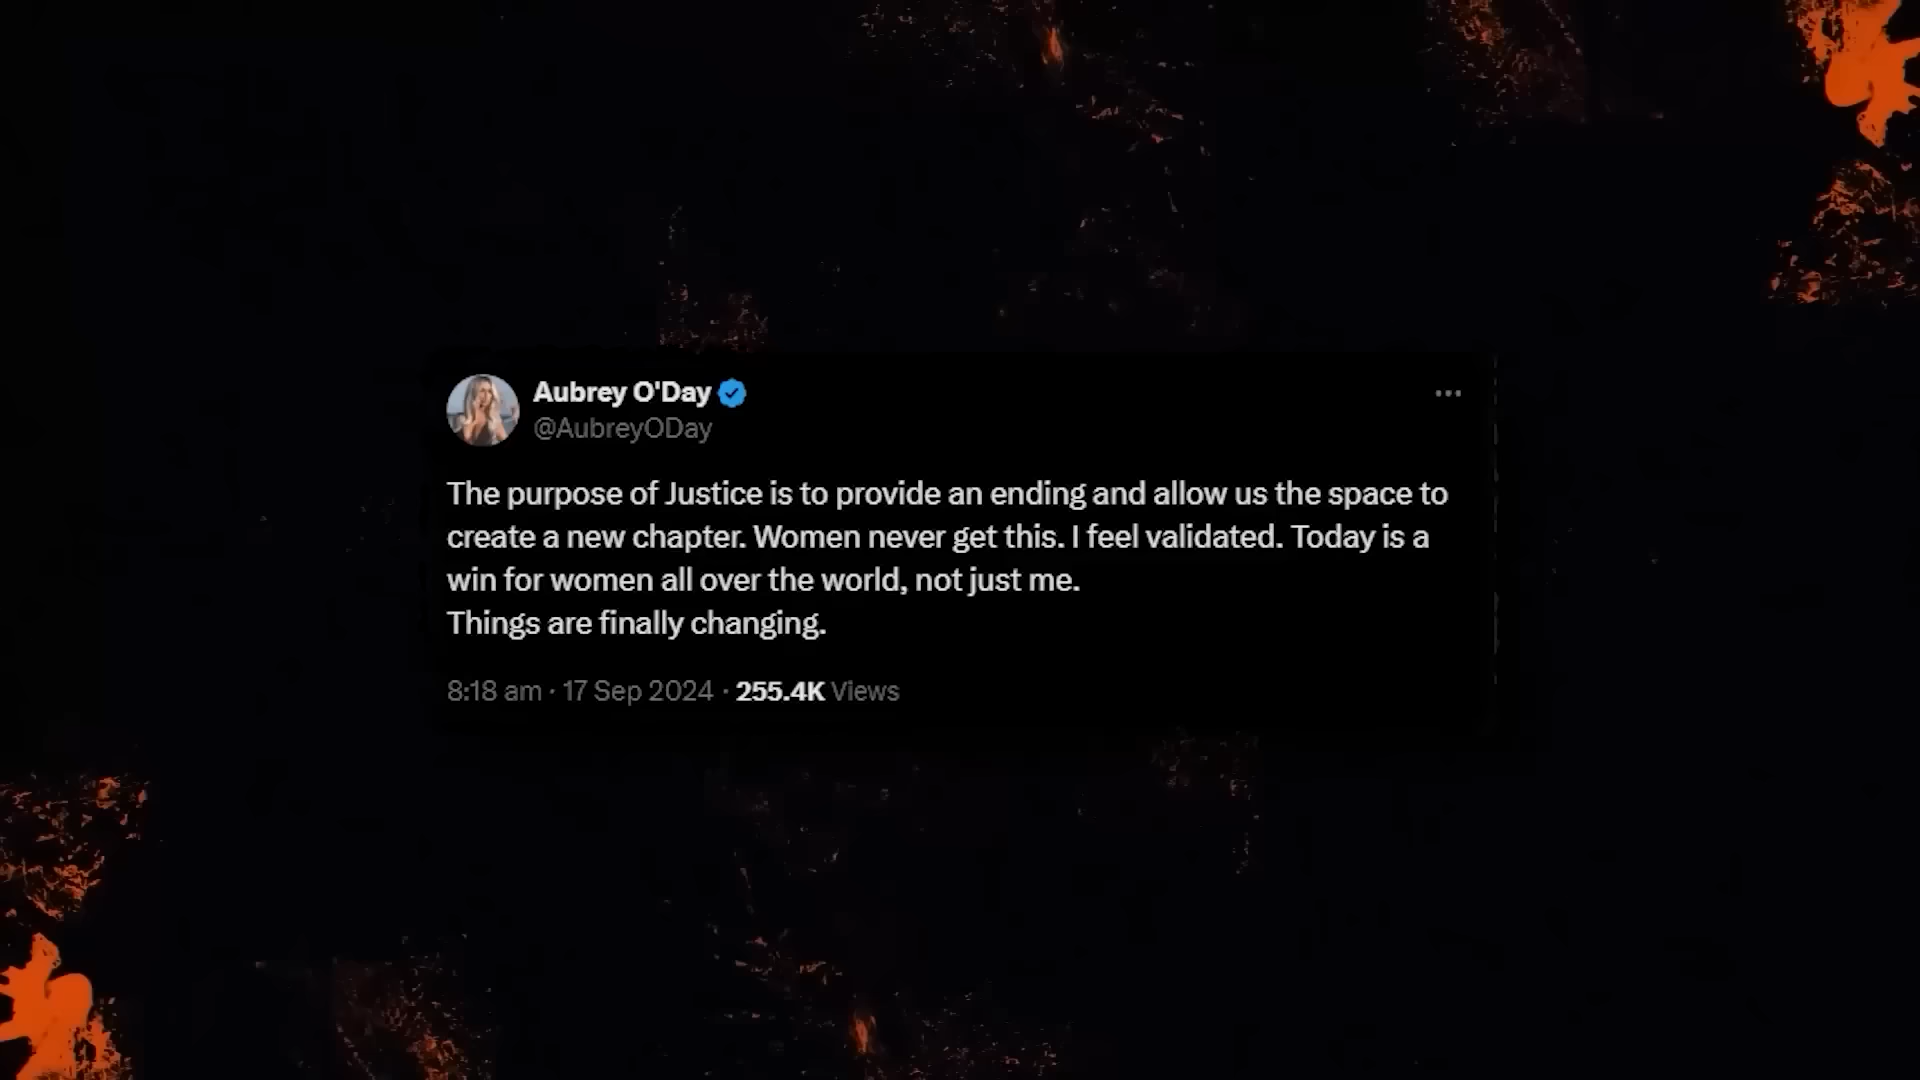 Aubrey O'Day
@AubreyODay
The purpose of Justice is to provide an ending and allow us the space to
create a new chapter. Women never get this. I feel validated. Today is a
win for women all over the world, not just me.
Things are finally changing.
8:18 am · 17 Sep 2024 · 255.4K Views